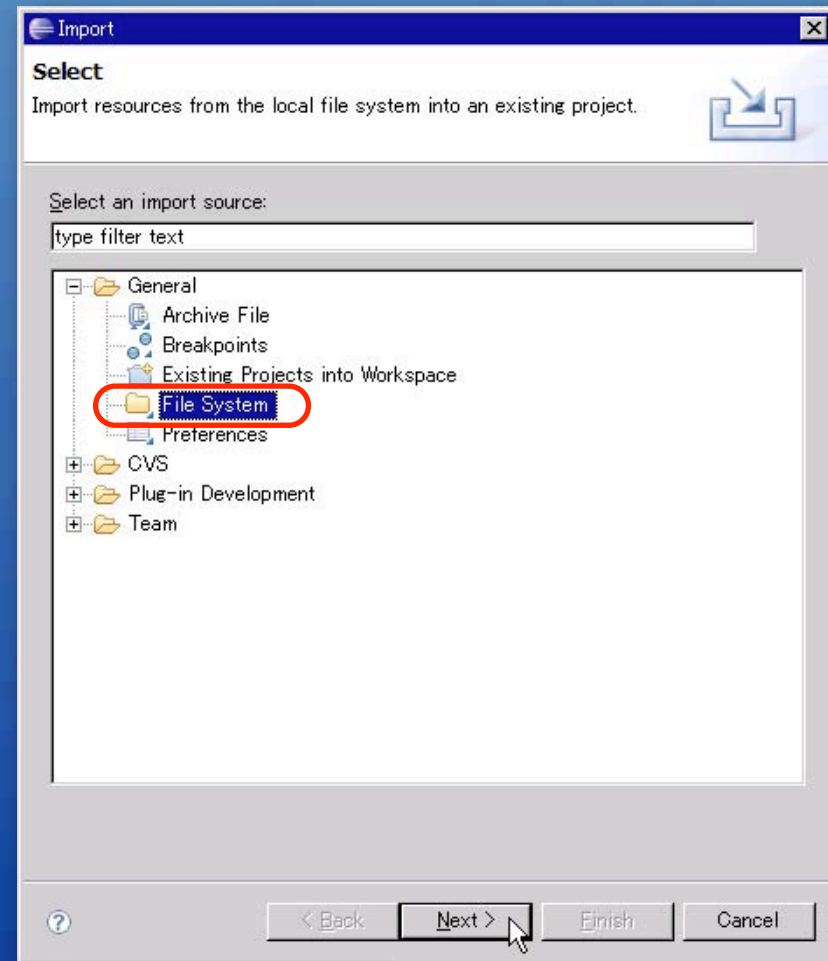 Import
Select
Import resources from the local file system into an existing project.
Select an import source:
type filter text
General
Archive File
Breakpoints
Existing Projects into Workspace
File System
Preferences
CVS
Plug-in Development
Team
?
< Back
Next >
Finish
Cancel